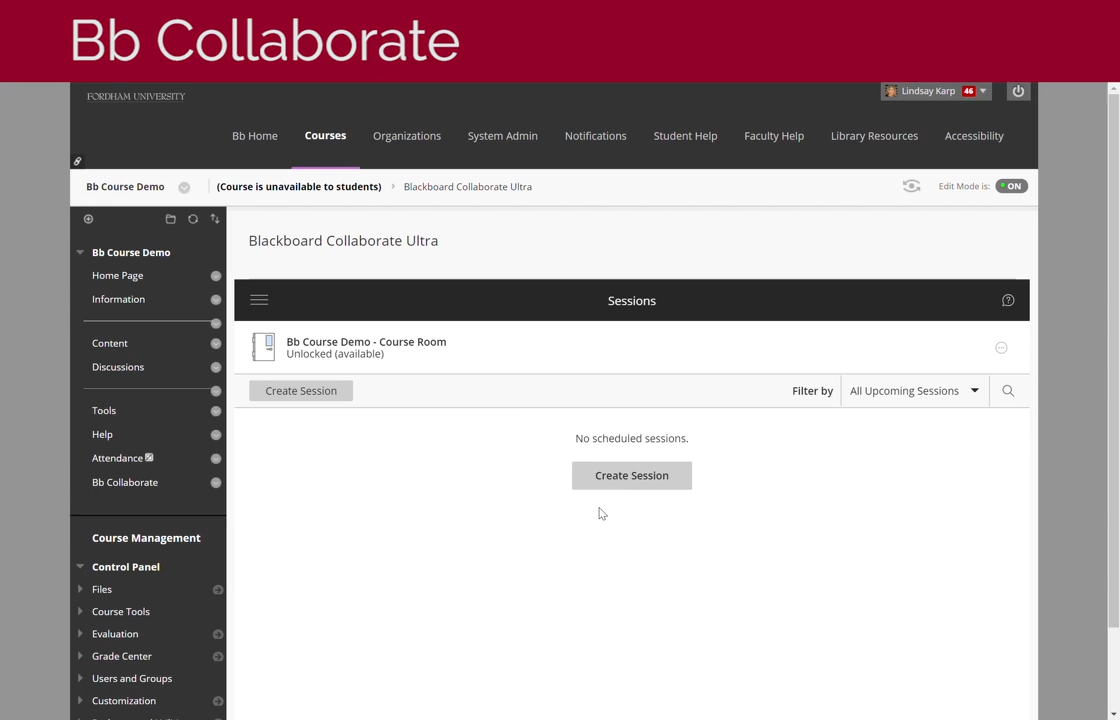 Bb Collaborate
FORDHAM UNIVERSITY
Lindsay Karp 46
Bb Home Courses Organizations System Admin Notifications Student Help Faculty Help Library Resources Accessibility
Bb Course Demo (Course is unavailable to students) Blackboard Collaborate Ultra Edit Mode is: ON
Bb Course Demo
Home Page
Information
Content
Discussions
Tools
Help
Attendance
Bb Collaborate
Course Management
Control Panel
Files
Course Tools
Evaluation
Grade Center
Users and Groups
Customization
Blackboard Collaborate Ultra
Sessions
Bb Course Demo - Course Room
Unlocked (available)
Create Session Filter by All Upcoming Sessions
No scheduled sessions.
Create Session